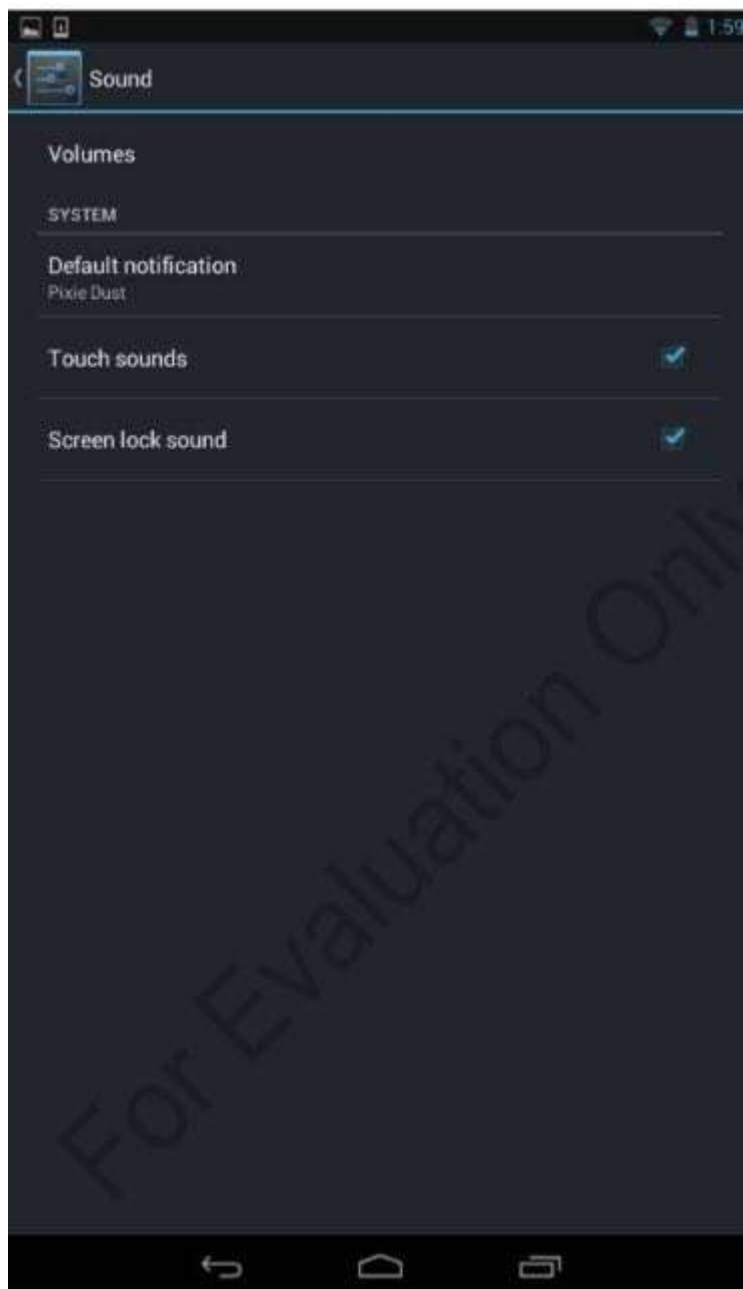 1:59
Sound
Volumes
SYSTEM
Default notification
Pixie Dust
Touch sounds
Screen lock sound
For Evaluation Only